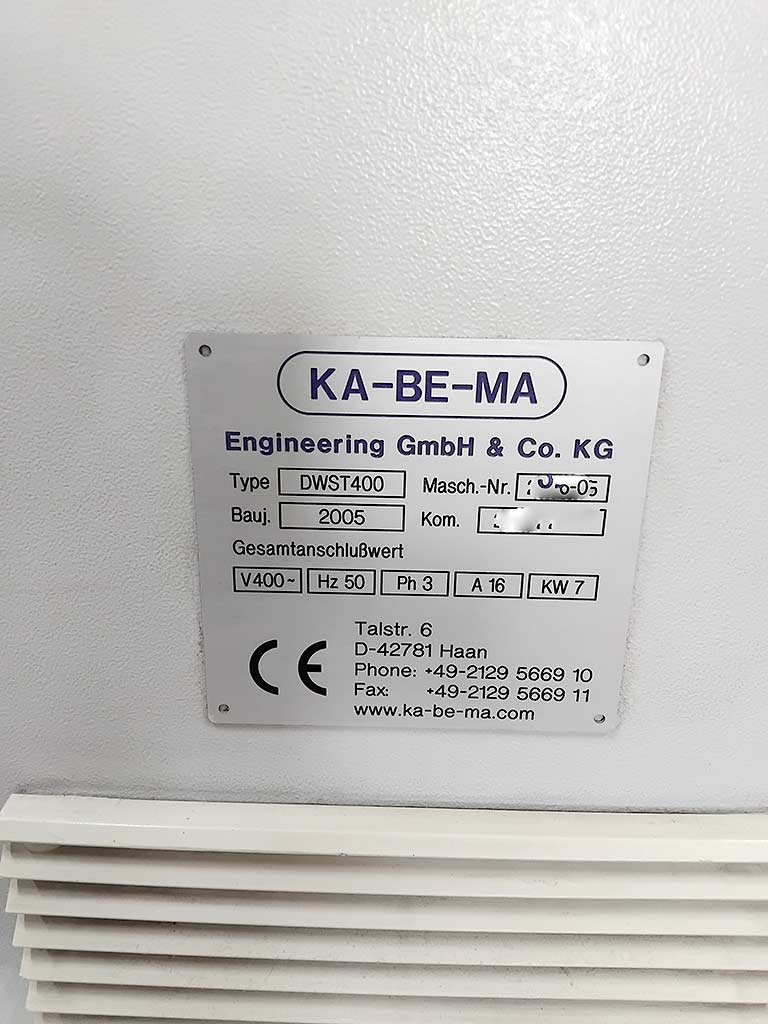 KA-BE-MA
Engineering GmbH & Co. KG
Type DWST400 Masch.-Nr.
Bauj. 2005 Kom.
Gesamtanschlußwert
V400~ Hz 50 Ph 3 A 16 KW 7
Talstr. 6
D-42781 Haan
Phone: +49-2129 5669 10
Fax: +49-2129 5669 11
www.ka-be-ma.com